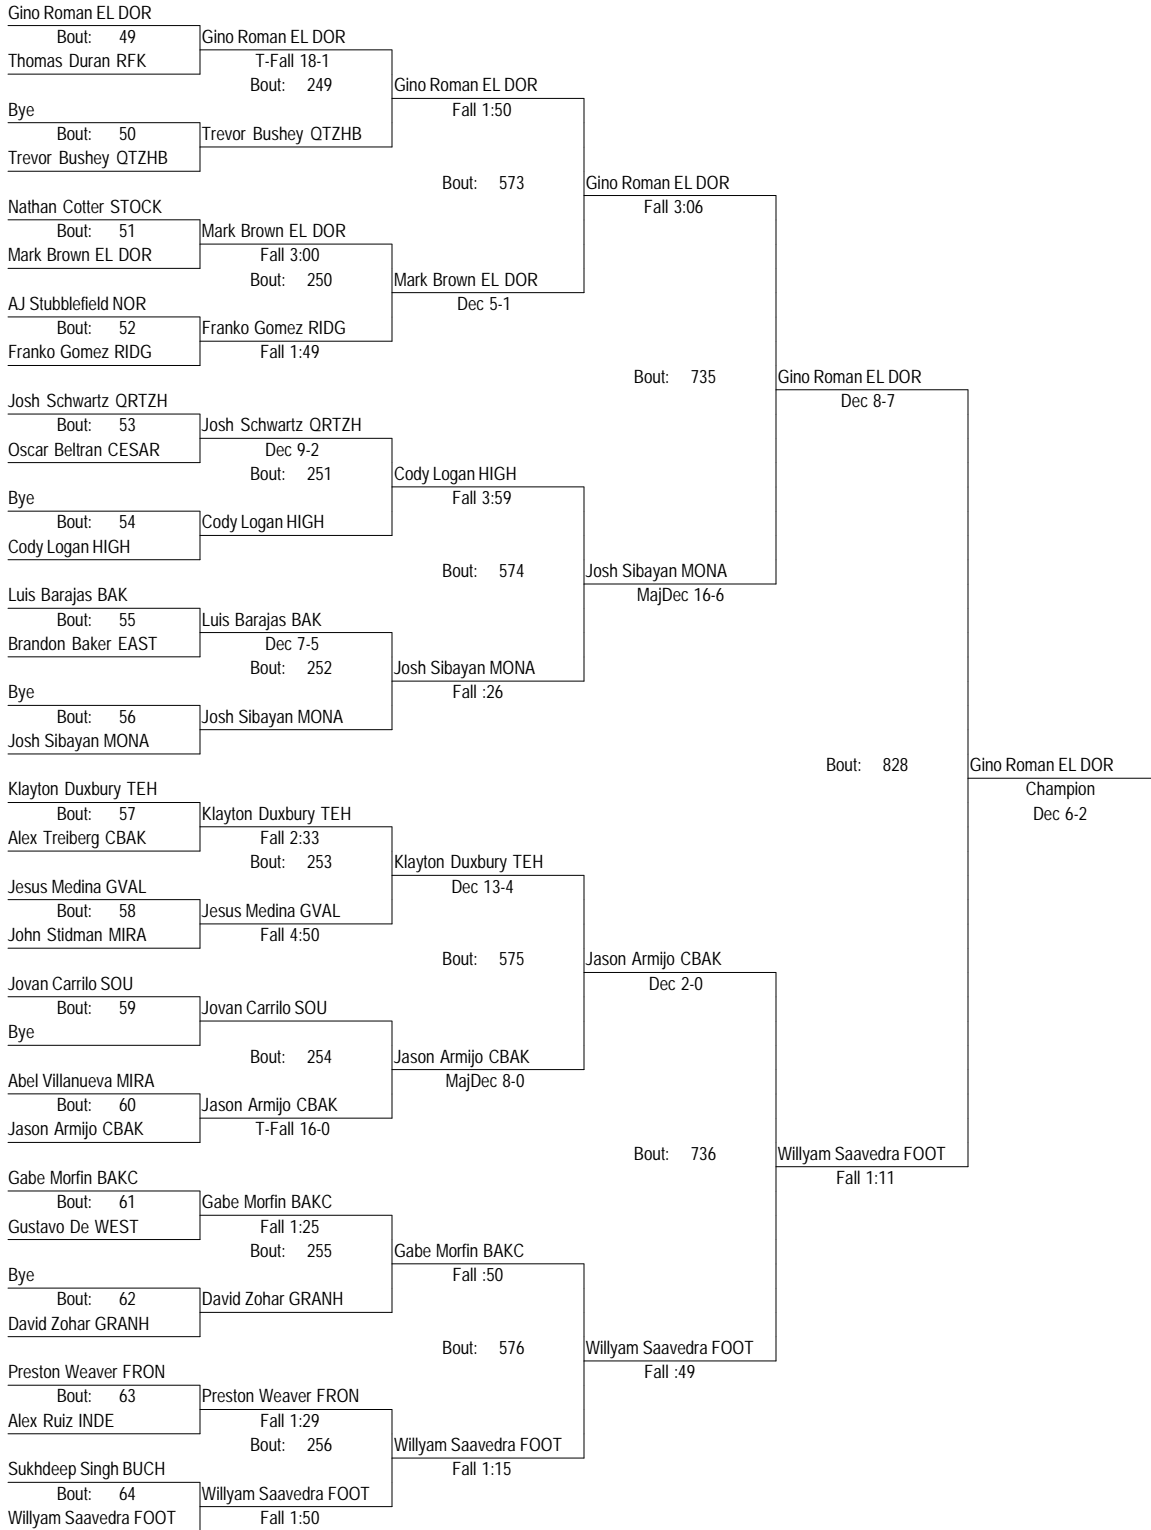 Gino Roman EL DOR
Bout: 49
Gino Roman EL DOR
Thomas Duran RFK
T-Fall 18-1
Bout: 249
Gino Roman EL DOR
Bye
Fall 1:50
Bout: 50
Trevor Bushey QTZHB
Trevor Bushey QTZHB
Bout: 573
Gino Roman EL DOR
Nathan Cotter STOCK
Fall 3:06
Bout: 51
Mark Brown EL DOR
Mark Brown EL DOR
Fall 3:00
Bout: 250
Mark Brown EL DOR
AJ Stubblefield NOR
Dec 5-1
Bout: 52
Franko Gomez RIDG
Franko Gomez RIDG
Fall 1:49
Bout: 735
Gino Roman EL DOR
Josh Schwartz QRTZH
Dec 8-7
Bout: 53
Josh Schwartz QRTZH
Oscar Beltran CESAR
Dec 9-2
Bout: 251
Cody Logan HIGH
Bye
Fall 3:59
Bout: 54
Cody Logan HIGH
Cody Logan HIGH
Bout: 574
Josh Sibayan MONA
Luis Barajas BAK
MajDec 16-6
Bout: 55
Luis Barajas BAK
Brandon Baker EAST
Dec 7-5
Bout: 252
Josh Sibayan MONA
Bye
Fall :26
Bout: 56
Josh Sibayan MONA
Josh Sibayan MONA
Bout: 828
Gino Roman EL DOR
Klayton Duxbury TEH
Champion
Bout: 57
Klayton Duxbury TEH
Dec 6-2
Alex Treiberg CBAK
Fall 2:33
Bout: 253
Klayton Duxbury TEH
Jesus Medina GVAL
Dec 13-4
Bout: 58
Jesus Medina GVAL
John Stidman MIRA
Fall 4:50
Bout: 575
Jason Armijo CBAK
Jovan Carrilo SOU
Dec 2-0
Bout: 59
Jovan Carrilo SOU
Bye
Bout: 254
Jason Armijo CBAK
Abel Villanueva MIRA
MajDec 8-0
Bout: 60
Jason Armijo CBAK
Jason Armijo CBAK
T-Fall 16-0
Bout: 736
Willyam Saavedra FOOT
Gabe Morfin BAKC
Fall 1:11
Bout: 61
Gabe Morfin BAKC
Gustavo De WEST
Fall 1:25
Bout: 255
Gabe Morfin BAKC
Bye
Fall :50
Bout: 62
David Zohar GRANH
David Zohar GRANH
Bout: 576
Willyam Saavedra FOOT
Preston Weaver FRON
Fall :49
Bout: 63
Preston Weaver FRON
Alex Ruiz INDE
Fall 1:29
Bout: 256
Willyam Saavedra FOOT
Sukhdeep Singh BUCH
Fall 1:15
Bout: 64
Willyam Saavedra FOOT
Willyam Saavedra FOOT
Fall 1:50